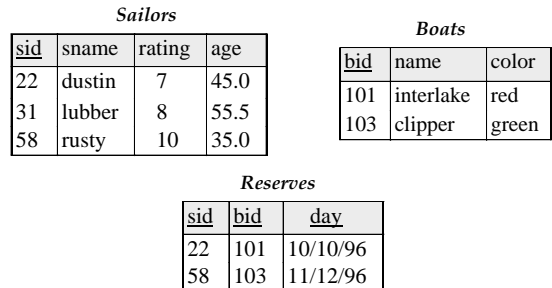 Sailors
sid sname rating age
22 dustin 7 45.0
31 lubber 8 55.5
58 rusty 10 35.0
Boats
bid name color
101 interlake red
103 clipper green
Reserves
sid bid day
22 101 10/10/96
58 103 11/12/96